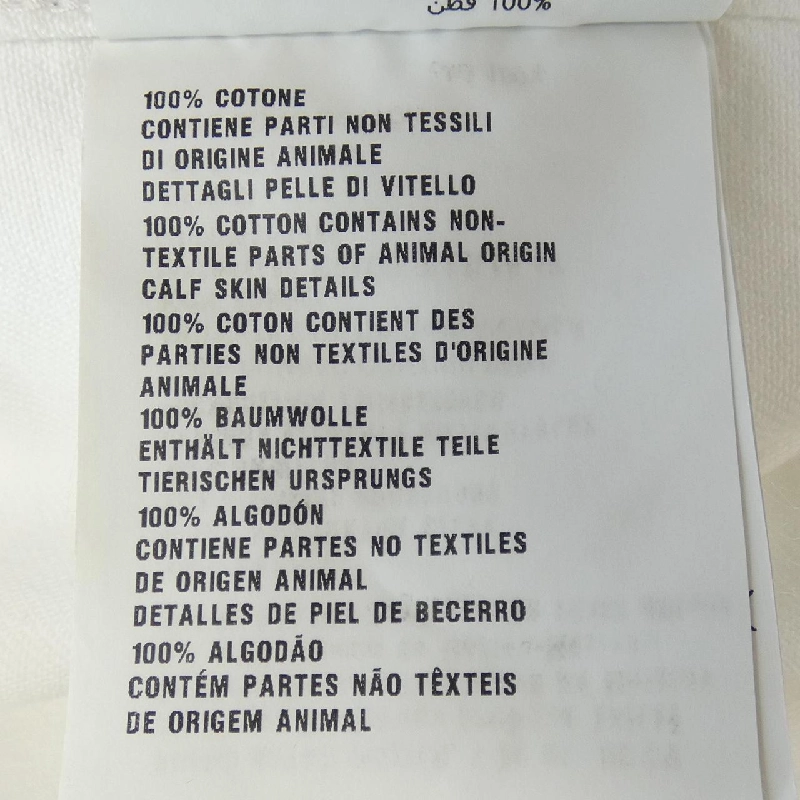 100% قطن
100% COTONE
CONTIENE PARTI NON TESSILI
DI ORIGINE ANIMALE
DETTAGLI PELLE DI VITELLO
100% COTTON CONTAINS NON-
TEXTILE PARTS OF ANIMAL ORIGIN
CALF SKIN DETAILS
100% COTON CONTIENT DES
PARTIES NON TEXTILES D'ORIGINE
ANIMALE
100% BAUMWOLLE
ENTHÄLT NICHTTEXTILE TEILE
TIERISCHEN URSPRUNGS
100% ALGODÓN
CONTIENE PARTES NO TEXTILES
DE ORIGEN ANIMAL
DETALLES DE PIEL DE BECERRO
100% ALGODÃO
CONTÉM PARTES NÃO TÊXTEIS
DE ORIGEM ANIMAL